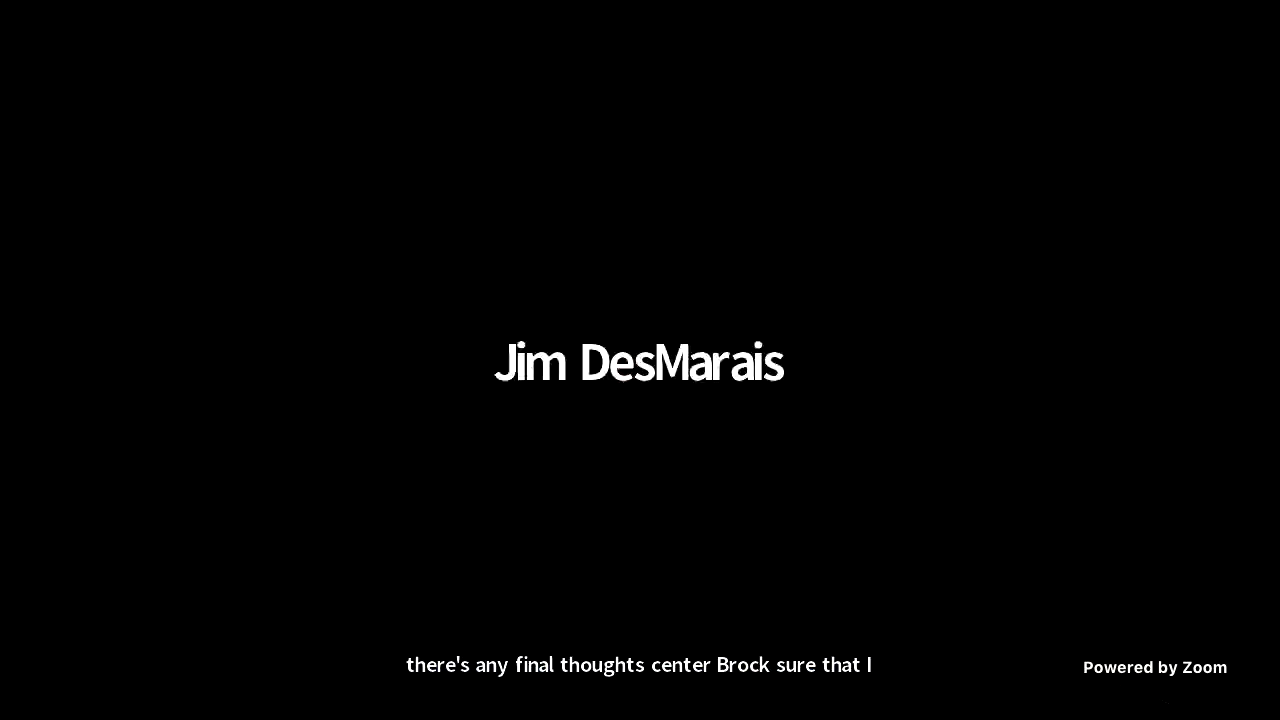 Jim DesMarais
there's any final thoughts center Brock sure that I
Powered by Zoom